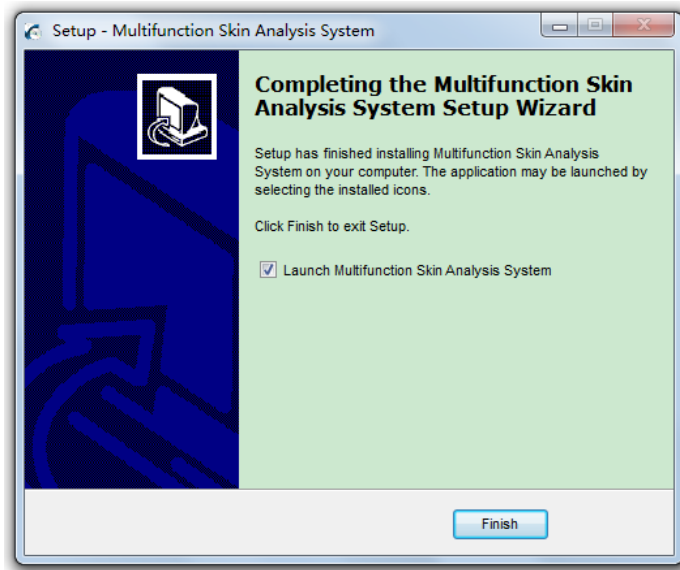 Setup - Multifunction Skin Analysis System
Completing the Multifunction Skin
Analysis System Setup Wizard
Setup has finished installing Multifunction Skin Analysis
System on your computer. The application may be launched by
selecting the installed icons.
Click Finish to exit Setup.
Launch Multifunction Skin Analysis System
Finish